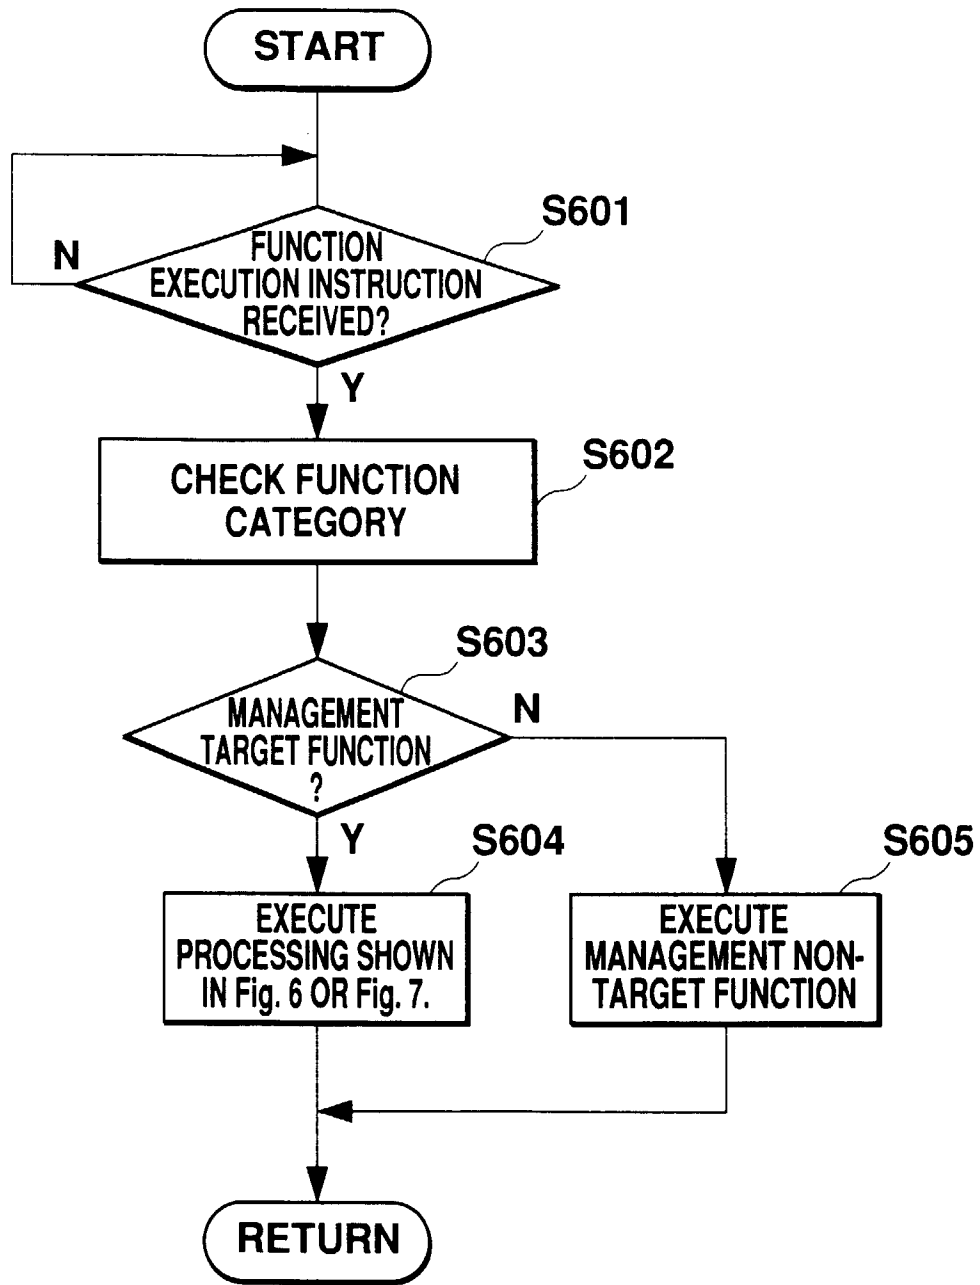 START
S601
N
FUNCTION
EXECUTION INSTRUCTION
RECEIVED?
Y
S602
CHECK FUNCTION
CATEGORY
S603
N
MANAGEMENT
TARGET FUNCTION
?
Y
S604
S605
EXECUTE
PROCESSING SHOWN
IN Fig. 6 OR Fig. 7.
EXECUTE
MANAGEMENT NON-
TARGET FUNCTION
RETURN